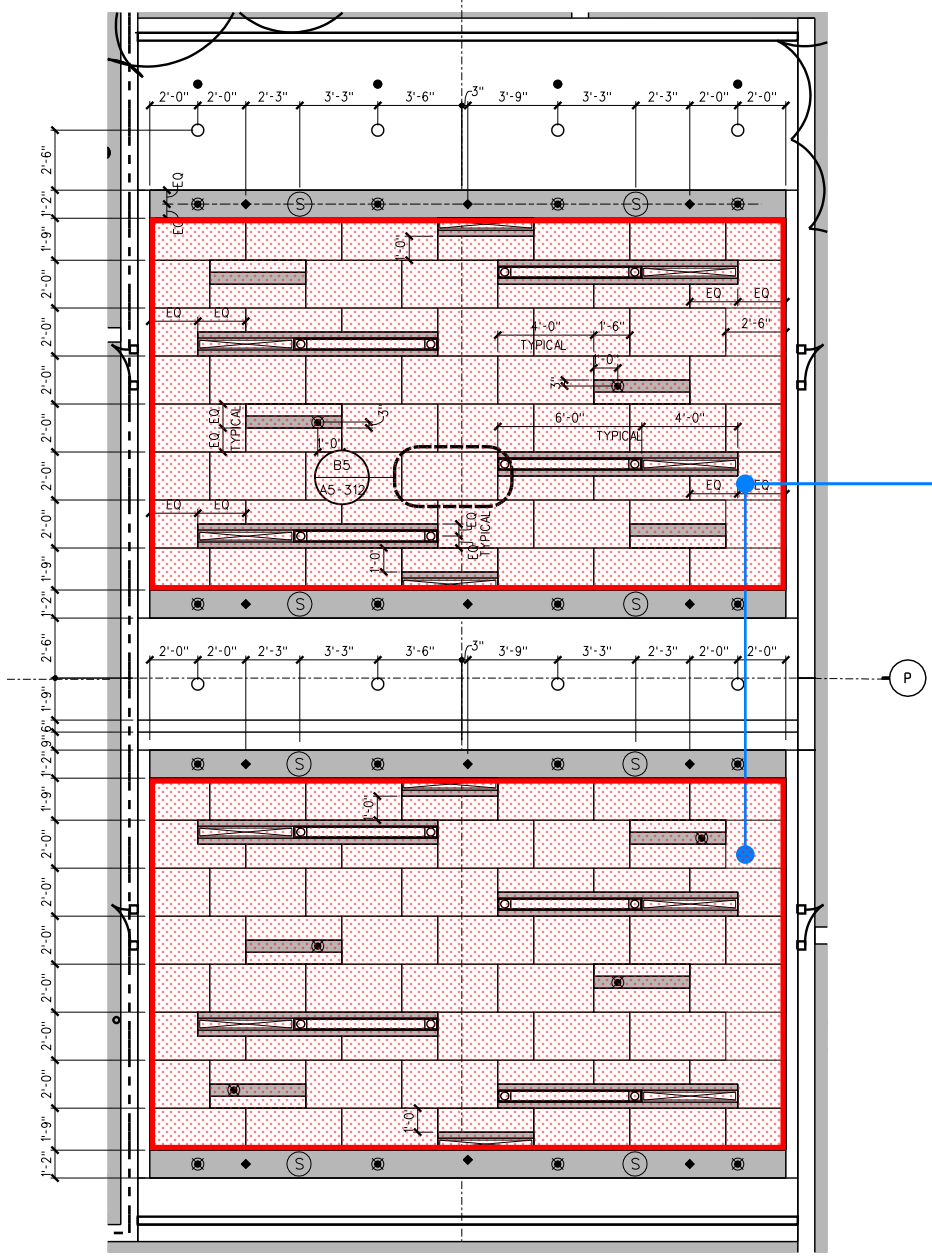 2'-0" 2'-0" 2'-3" 3'-3" 3'-6" 3" 3'-9" 3'-3" 2'-3" 2'-0" 2'-0"
2'-6"
EQ
1'-2" S S
EQ
1'-9" 1'-0"
2'-0" EQ EQ
EQ EQ
2'-0" 4'-0" 1'-6" 2'-6"
TYPICAL
1'-0"
2'-0" 3"
EQ EQ TYPICAL 3" 6'-0" 4'-0"
2'-0" TYPICAL
1'-0"
B5
2'-0" A5-312 EQ EQ
EQ EQ
2'-0" EQ EQ TYPICAL
1'-9" 1'-0"
1'-2" S S
2'-6"
2'-0" 2'-0" 2'-3" 3'-3" 3'-6" 3" 3'-9" 3'-3" 2'-3" 2'-0" 2'-0"
P
1'-9"
6"
9"
1'-2" S S
1'-9" 1'-0"
2'-0"
2'-0"
2'-0"
2'-0"
2'-0"
2'-0"
1'-9" 1'-0"
1'-2" S S